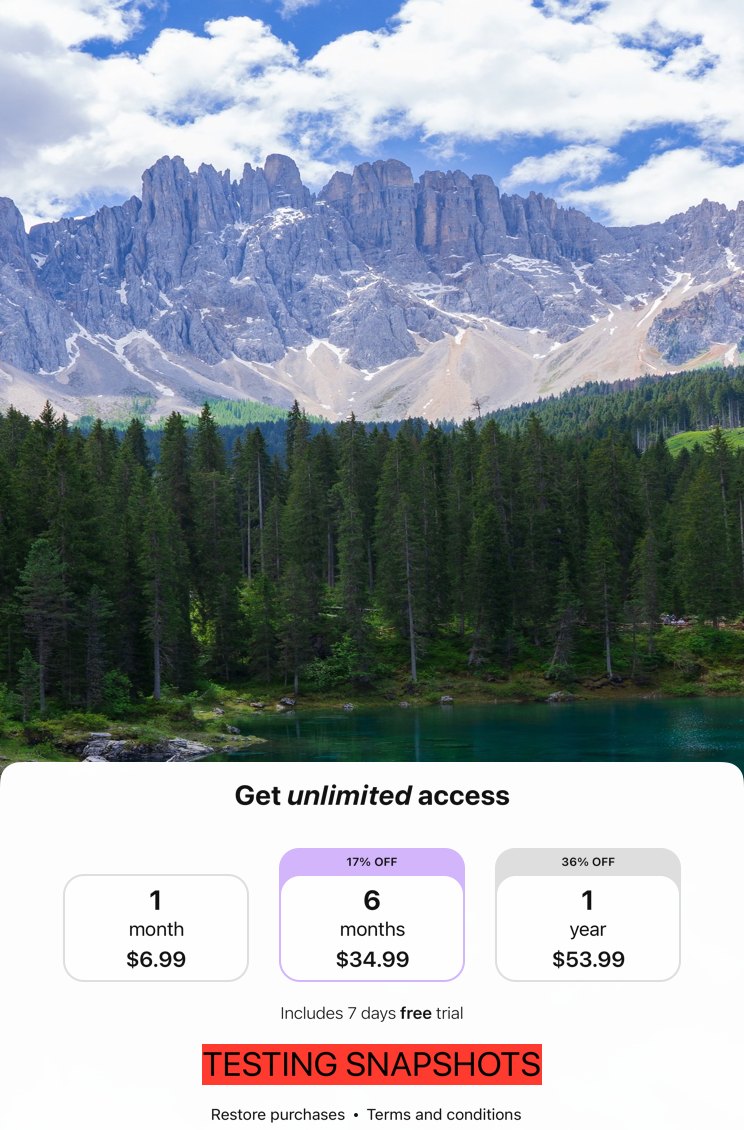 Get unlimited access
17% OFF
36% OFF
1
month
$6.99
6
months
$34.99
1
year
$53.99
Includes 7 days free trial
TESTING SNAPSHOTS
Restore purchases • Terms and conditions